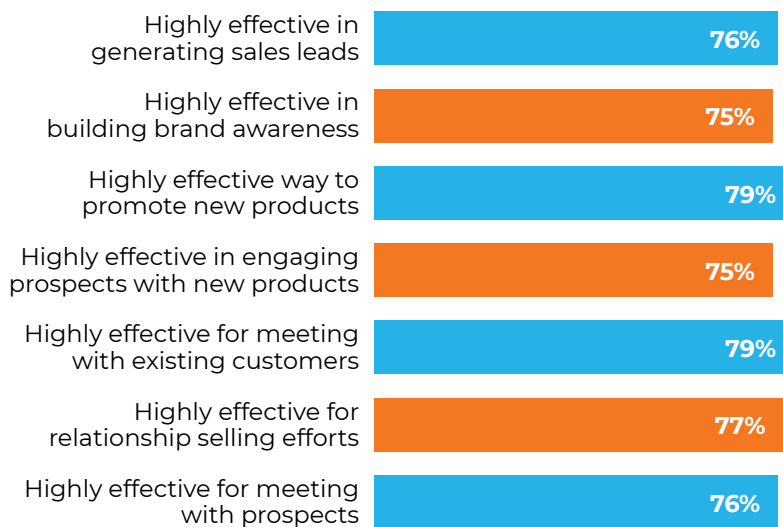 Highly effective in
generating sales leads
76%
Highly effective in
building brand awareness
75%
Highly effective way to
promote new products
79%
Highly effective in engaging
prospects with new products
75%
Highly effective for meeting
with existing customers
79%
Highly effective for
relationship selling efforts
77%
Highly effective for meeting
with prospects
76%